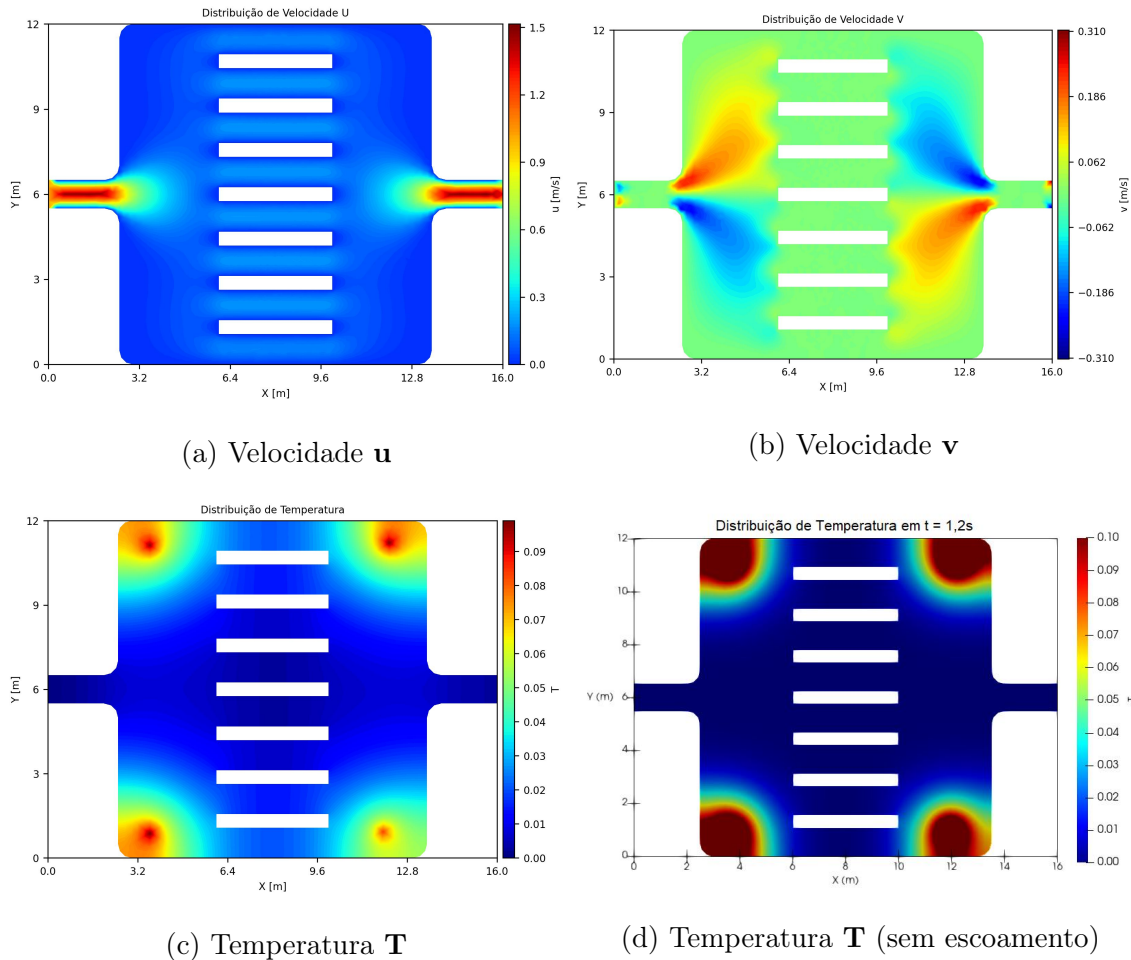 Distribuição de Velocidade U
12
9
6
3
0
Y [m]
0.0 3.2 6.4 9.6 12.8 16.0
X [m]
1.5
1.2
0.9
0.6
0.3
0.0
u [m/s]
(a) Velocidade u
Distribuição de Velocidade V
12
9
6
3
0
Y [m]
0.0 3.2 6.4 9.6 12.8 16.0
X [m]
0.310
0.186
0.062
−0.062
−0.186
−0.310
v [m/s]
(b) Velocidade v
Distribuição de Temperatura
12
9
6
3
0
Y [m]
0.0 3.2 6.4 9.6 12.8 16.0
X [m]
0.09
0.08
0.07
0.06
0.05
0.04
0.03
0.02
0.01
0.00
T
(c) Temperatura T
Distribuição de Temperatura em t = 1,2s
12
10
8
Y (m) 6
4
2
0
0 2 4 6 8 10 12 14 16
X (m)
0.10
0.09
0.08
0.07
0.06
0.05
0.04
0.03
0.02
0.01
0.00
(d) Temperatura T (sem escoamento)